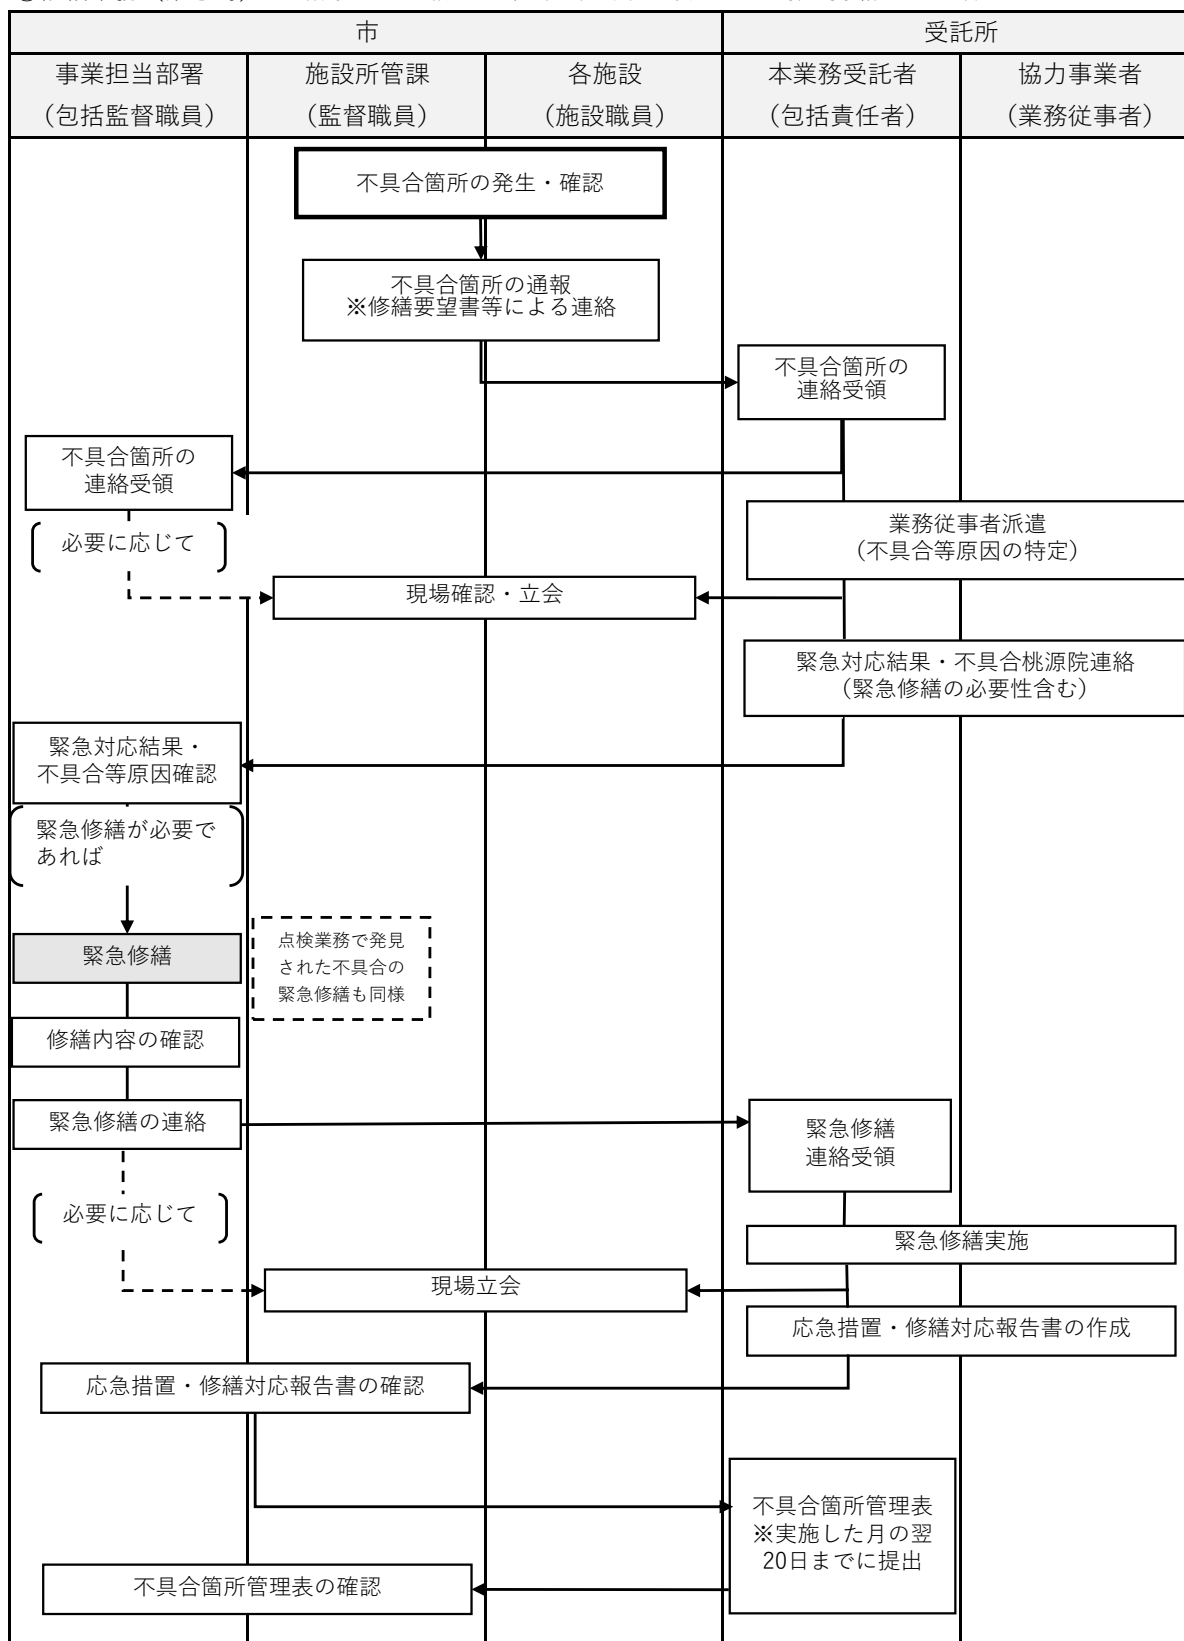 市
受託所
事業担当部署
（包括監督職員）
施設所管課
（監督職員）
各施設
（施設職員）
本業務受託者
（包括責任者）
協力事業者
（業務従事者）
不具合箇所の発生・確認
不具合箇所の通報
※修繕要望書等による連絡
不具合箇所の
連絡受領
不具合箇所の
連絡受領
必要に応じて
業務従事者派遣
（不具合等原因の特定）
現場確認・立会
緊急対応結果・不具合桃源院連絡
（緊急修繕の必要性含む）
緊急対応結果・
不具合等原因確認
緊急修繕が必要で
あれば
緊急修繕
点検業務で発見
された不具合の
緊急修繕も同様
修繕内容の確認
緊急修繕の連絡
緊急修繕
連絡受領
必要に応じて
緊急修繕実施
現場立会
応急措置・修繕対応報告書の作成
応急措置・修繕対応報告書の確認
不具合箇所管理表
※実施した月の翌
20日までに提出
不具合箇所管理表の確認